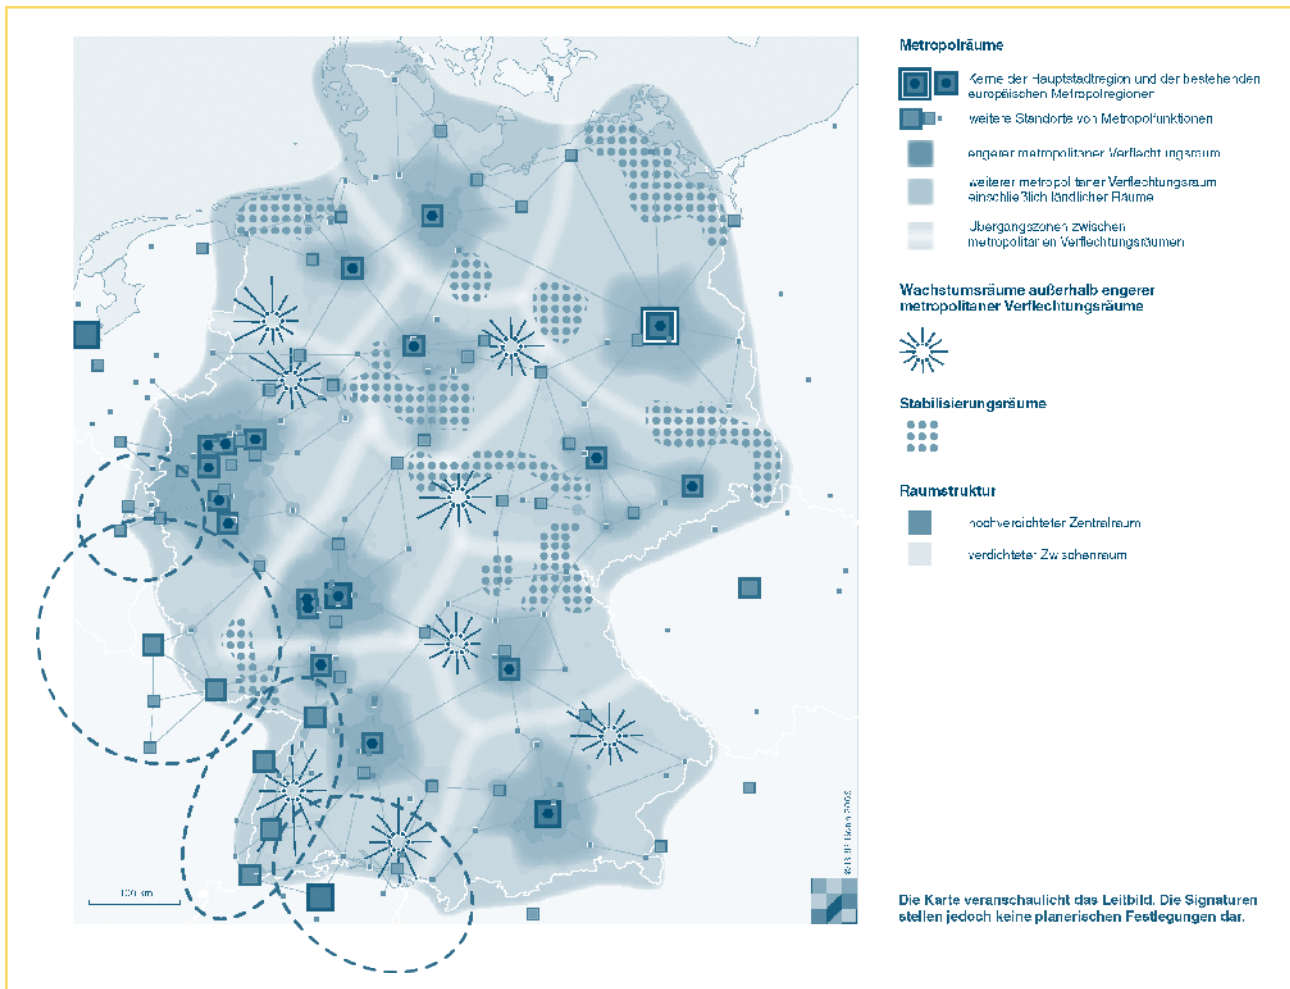 Metropolräume
Kerne der Hauptstadtregion und der bestehenden
europäischen Metropolregionen
weitere Standorte von Metropolfunktionen
engerer metropolitaner Verflechtungsraum
weiterer metropolitaner Verflechtungsraum
einschließlich ländlicher Räume
Übergangszonen zwischen
metropolitanen Verflechtungsräumen
Wachstumsräume außerhalb engerer
metropolitaner Verflechtungsräume
Stabilisierungsräume
Raumstruktur
hochverdichteter Zentralraum
verdichteter Zwischenraum
100 km
Die Karte veranschaulicht das Leitbild. Die Signaturen
stellen jedoch keine planerischen Festlegungen dar.